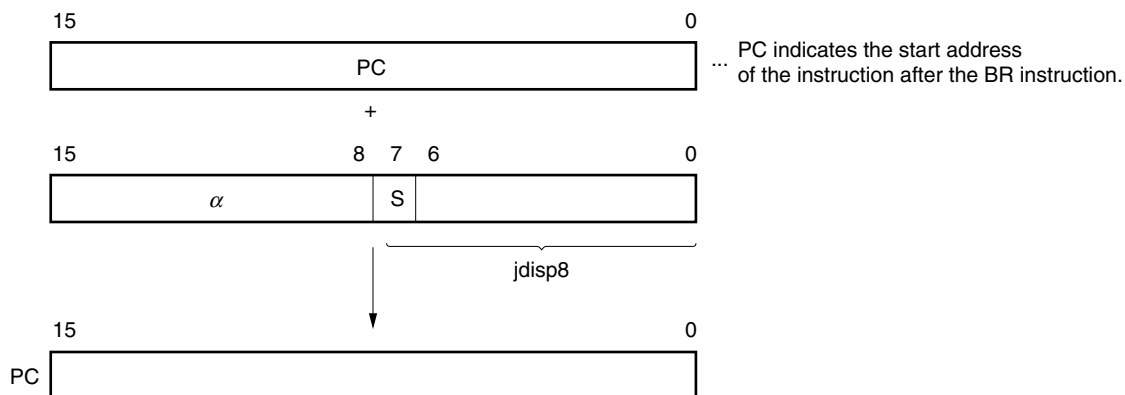 15 0
PC
... PC indicates the start address
of the instruction after the BR instruction.
+
15 8 7 6 0
α S
jdisp8
15 0
PC